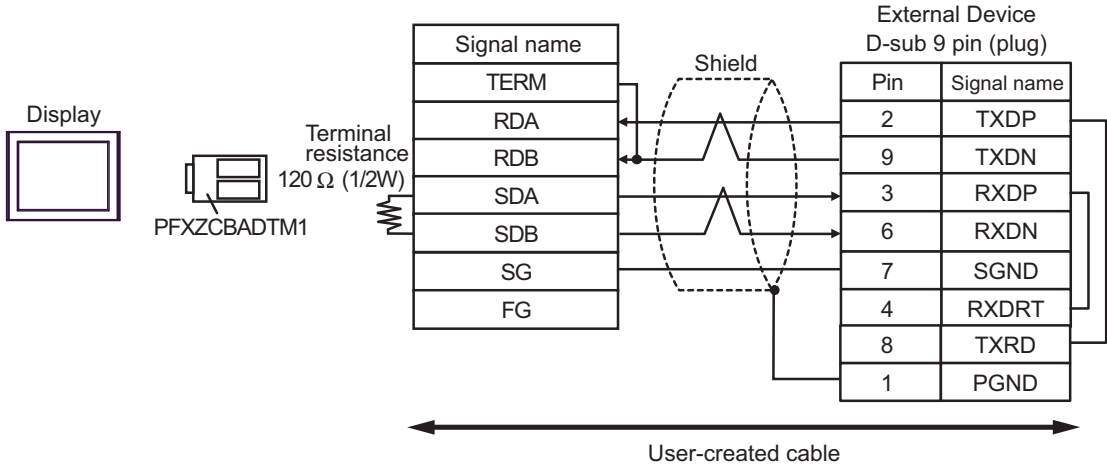 Display
PFXZCBADTM1
Terminal
resistance
120 Ω (1/2W)
Signal name
TERM
RDA
RDB
SDA
SDB
SG
FG
Shield
External Device
D-sub 9 pin (plug)
Pin Signal name
2 TXDP
9 TXDN
3 RXDP
6 RXDN
7 SGND
4 RXDRT
8 TXRD
1 PGND
User-created cable